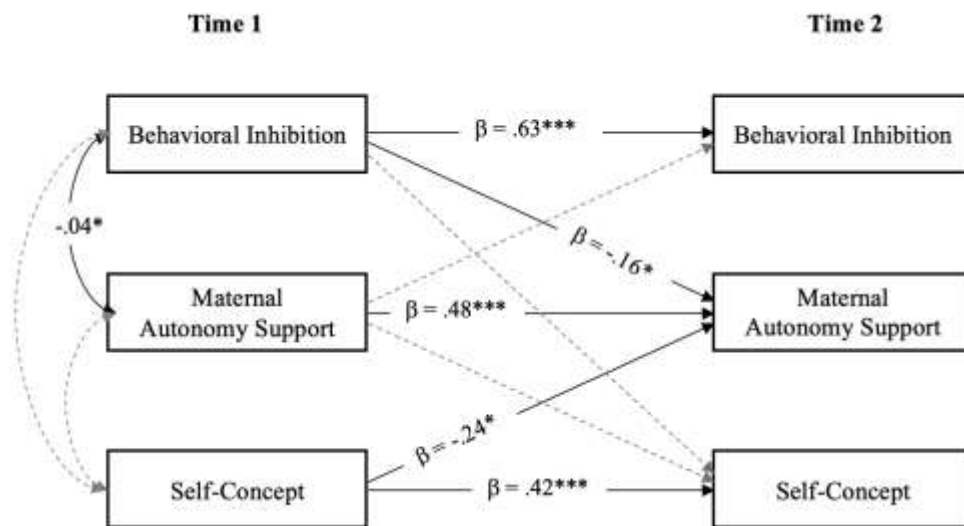 Time 1
Time 2
Behavioral Inhibition
β = .63***
Behavioral Inhibition
-.04*
β = -.16*
Maternal
Autonomy Support
β = .48***
Maternal
Autonomy Support
β = -.24*
Self-Concept
β = .42***
Self-Concept